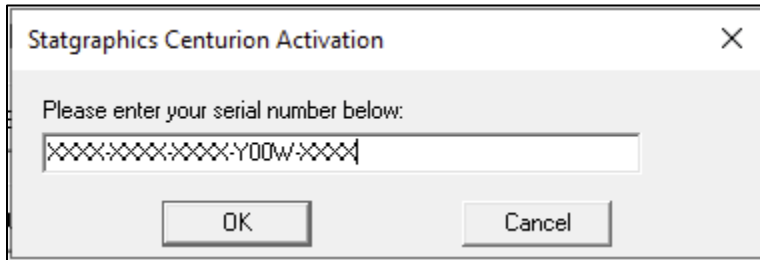 Statgraphics Centurion Activation
Please enter your serial number below:
XXXX-XXXX-XXXX-Y00W-XXXX
OK
Cancel